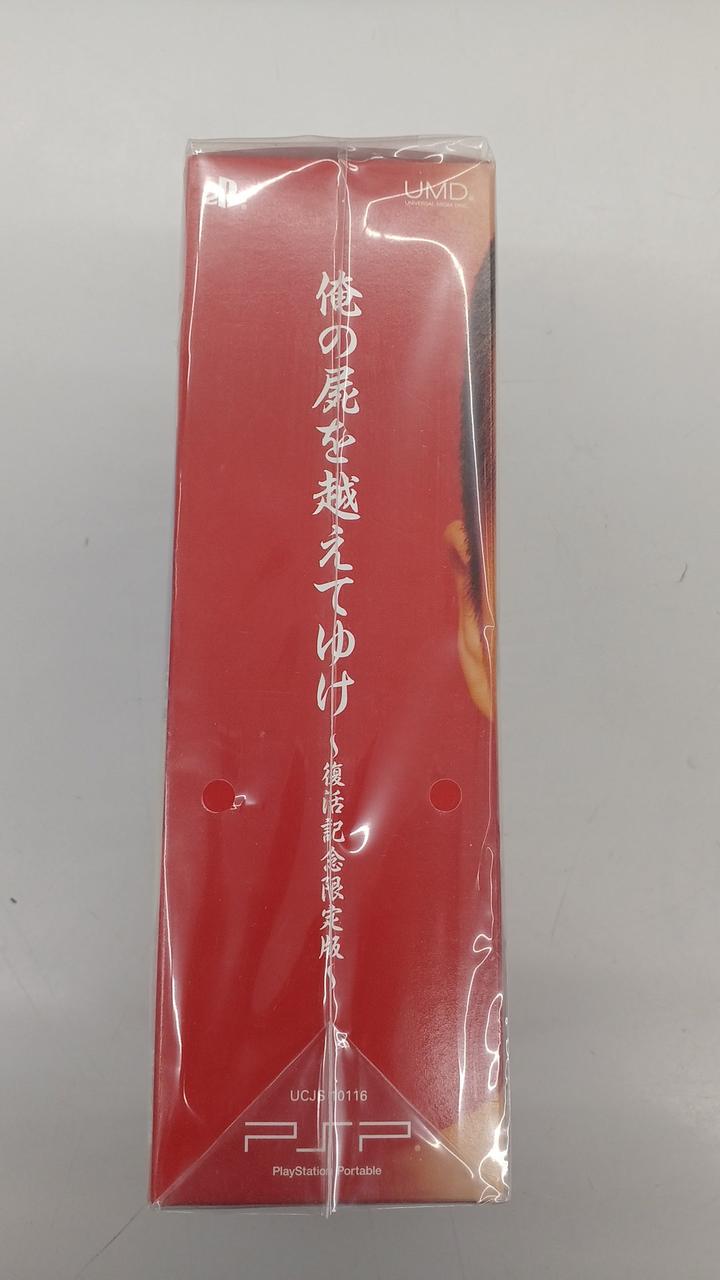 UMD
UNIVERSAL MEDIA DISC
俺の屍を越えてゆけ
~復活記念限定版~
UCJS 10116
PSP
PlayStation Portable